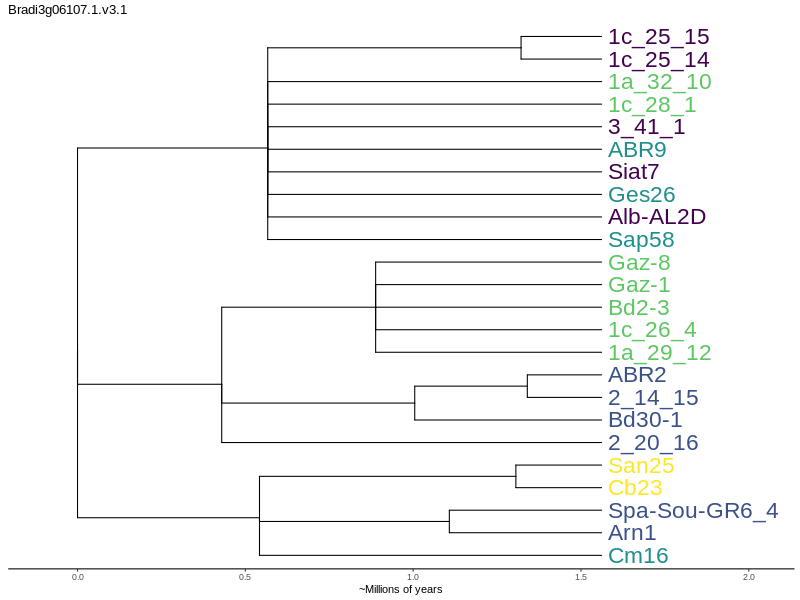 Bradi3g06107.1.v3.1
1c_25_15
1c_25_14
1a_32_10
1c_28_1
3_41_1
ABR9
Siat7
Ges26
Alb-AL2D
Sap58
Gaz-8
Gaz-1
Bd2-3
1c_26_4
1a_29_12
ABR2
2_14_15
Bd30-1
2_20_16
San25
Cb23
Spa-Sou-GR6_4
Arn1
Cm16
0.0 0.5 1.0 1.5 2.0
~Millions of years